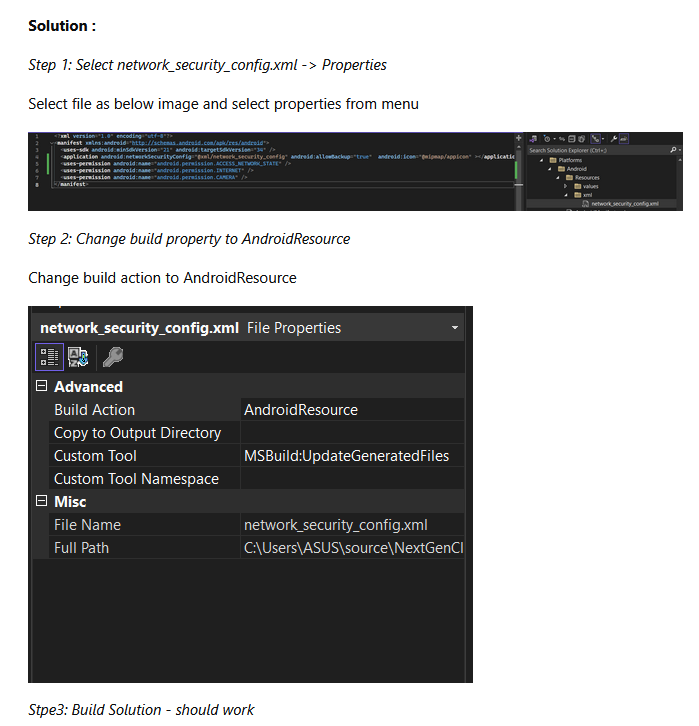 Solution :
Step 1: Select network_security_config.xml -> Properties
Select file as below image and select properties from menu
1 <?xml version="1.0" encoding="utf-8"?>
2 <manifest xmlns:android="http://schemas.android.com/apk/res/android">
3 <uses-sdk android:minSdkVersion="21" android:targetSdkVersion="34" />
4 <application android:networkSecurityConfig="@xml/network_security_config" android:allowBackup="true" android:icon="@mipmap/appicon" ></applicatio
5 <uses-permission android:name="android.permission.ACCESS_NETWORK_STATE" />
6 <uses-permission android:name="android.permission.INTERNET" />
7 <uses-permission android:name="android.permission.CAMERA" />
8 </manifest>
Search Solution Explorer (Ctrl+;)
Platforms
Android
Resources
values
xml
network_security_config.xml
Step 2: Change build property to AndroidResource
Change build action to AndroidResource
network_security_config.xml File Properties
Advanced
Build Action AndroidResource
Copy to Output Directory
Custom Tool MSBuild:UpdateGeneratedFiles
Custom Tool Namespace
Misc
File Name network_security_config.xml
Full Path C:\Users\ASUS\source\NextGenCl
Stpe3: Build Solution - should work